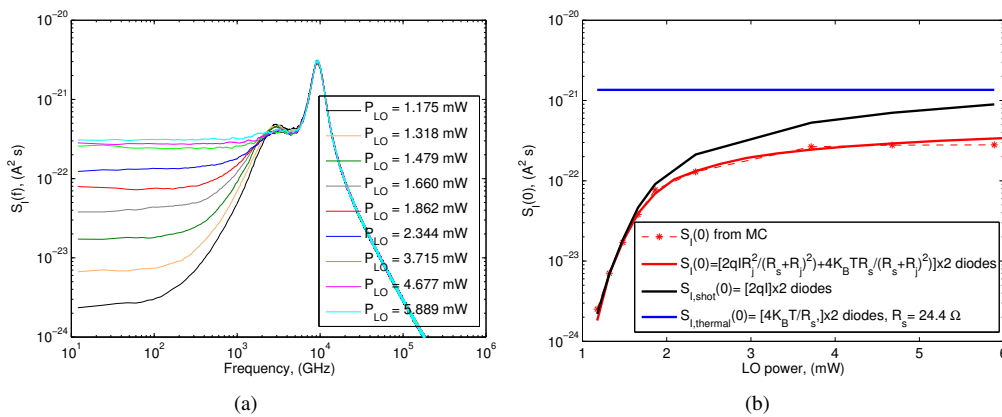 10^-20
10^-21
10^-22
10^-23
10^-24
S_I(f), (A^2 s)
P_LO = 1.175 mW
P_LO = 1.318 mW
P_LO = 1.479 mW
P_LO = 1.660 mW
P_LO = 1.862 mW
P_LO = 2.344 mW
P_LO = 3.715 mW
P_LO = 4.677 mW
P_LO = 5.889 mW
10^1 10^2 10^3 10^4 10^5 10^6
Frequency, (GHz)
(a)
10^-20
10^-21
10^-22
10^-23
10^-24
S_I(0), (A^2 s)
S_I(0) from MC
S_I(0)=[2qIR_j^2/(R_s+R_j)^2)+4K_BTR_s/(R_s+R_j)^2)]x2 diodes
S_I,shot(0)= [2qI]x2 diodes
S_I,thermal(0)= [4K_BT/R_s,]x2 diodes, R_s= 24.4 Ω
1 2 3 4 5 6
LO power, (mW)
(b)